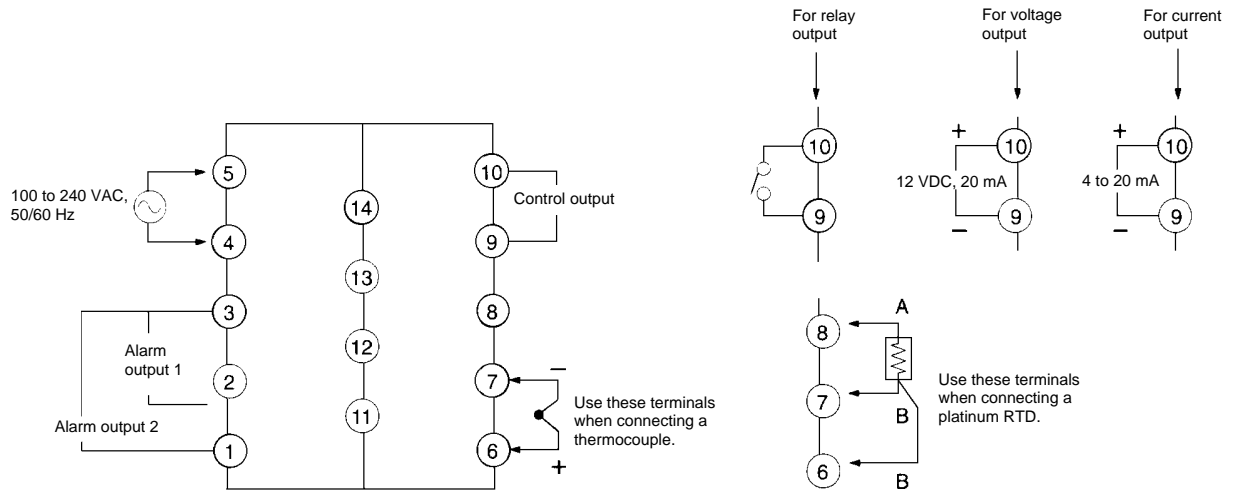 For relay
output
For voltage
output
For current
output
5
4
3
2
1
14
13
12
11
10
9
8
7
6
100 to 240 VAC,
50/60 Hz
Alarm
output 1
Alarm output 2
Control output
−
+
Use these terminals
when connecting a
thermocouple.
10
9
+
10
12 VDC, 20 mA
9
−
+
10
4 to 20 mA
9
−
8
7
6
A
B
B
Use these terminals
when connecting a
platinum RTD.